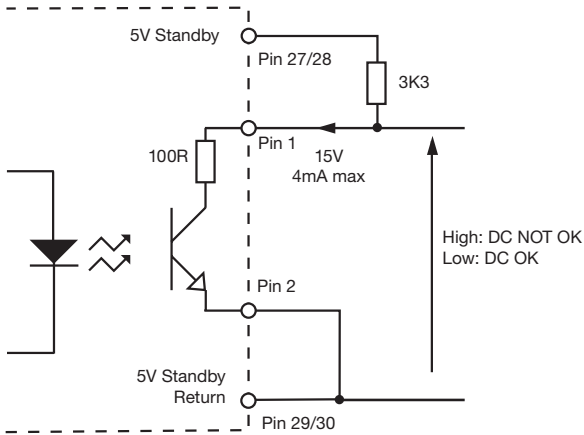 5V Standby
Pin 27/28
3K3
Pin 1
100R
15V
4mA max
High: DC NOT OK
Low: DC OK
Pin 2
5V Standby
Return
Pin 29/30